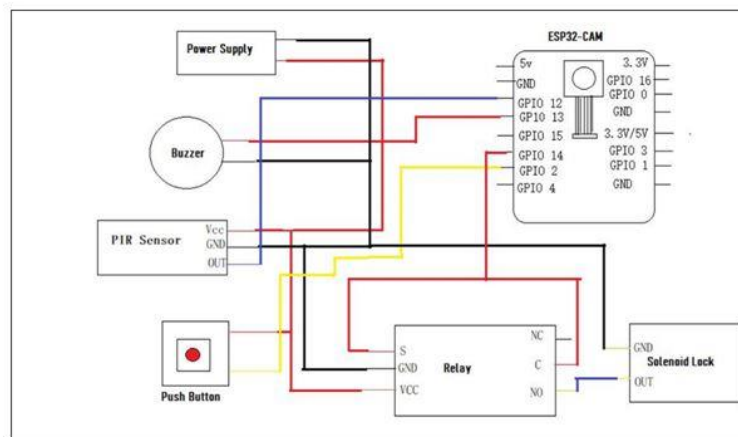 ESP32-CAM
Power Supply
5v
GND
GPIO 12
GP10 13
GPIO 15
GPIO 14
GPIO 2
GPIO 4
3.3V
GPIO 16
GPIO 0
GND
3.3V/5V
GPIO 3
GPIO 1
GND
Buzzer
PIR Sensor
Vcc
GND
OUT
Push Button
S
GND
VCC
Relay
NC
C
NO
GND
OUT
Solenoid Lock